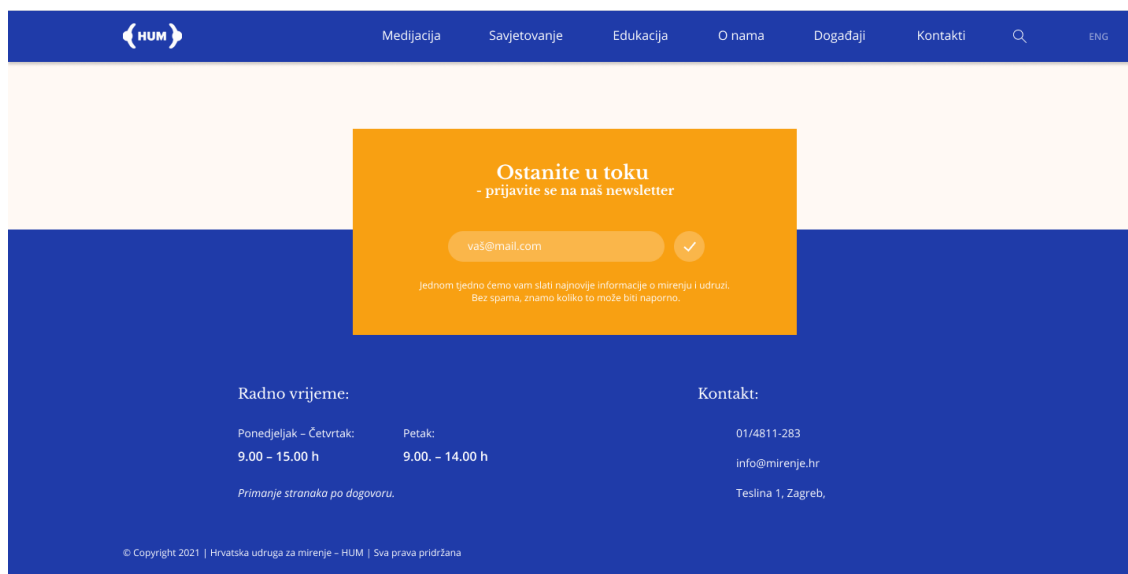 HUM
Medijacija Savjetovanje Edukacija O nama Događaji Kontakti ENG
Ostanite u toku
- prijavite se na naš newsletter
vaš@mail.com
Jednom tjedno ćemo vam slati najnovije informacije o mirenju i udruzi.
Bez spama, znamo koliko to može biti naporno.
Radno vrijeme:
Ponedjeljak – Četvrtak:
9.00 – 15.00 h
Petak:
9.00. – 14.00 h
Primanje stranaka po dogovoru.
Kontakt:
01/4811-283
info@mirenje.hr
Teslina 1, Zagreb,
© Copyright 2021 | Hrvatska udruga za mirenje – HUM | Sva prava pridržana